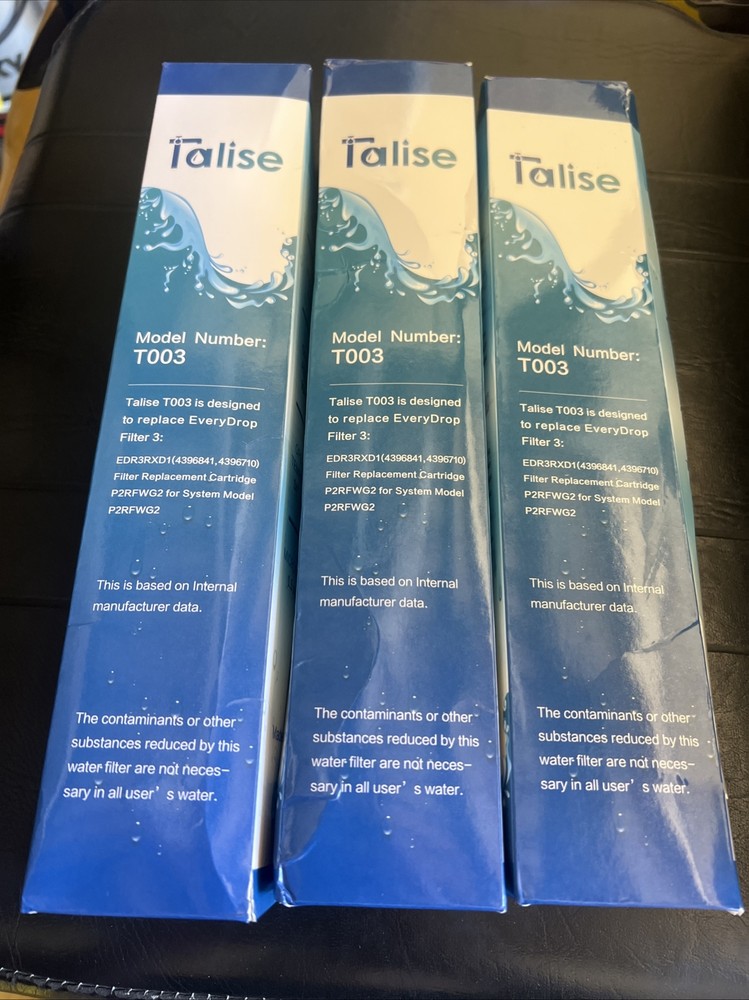 Talise
Model Number:
T003
Talise T003 is designed
to replace EveryDrop
Filter 3:
EDR3RXD1(4396841,4396710)
Filter Replacement Cartridge
P2RFWG2 for System Model
P2RFWG2
This is based on Internal
manufacturer data.
The contaminants or other
substances reduced by this
water filter are not neces-
sary in all user's water.
Talise
Model Number:
T003
Talise T003 is designed
to replace EveryDrop
Filter 3:
EDR3RXD1(4396841,4396710)
Filter Replacement Cartridge
P2RFWG2 for System Model
P2RFWG2
This is based on Internal
manufacturer data.
The contaminants or other
substances reduced by this
water filter are not neces-
sary in all user's water.
Talise
Model Number:
T003
Talise T003 is designed
to replace EveryDrop
Filter 3:
EDR3RXD1(4396841,4396710)
Filter Replacement Cartridge
P2RFWG2 for System Model
P2RFWG2
This is based on Internal
manufacturer data.
The contaminants or other
substances reduced by this
water filter are not neces-
sary in all user's water.